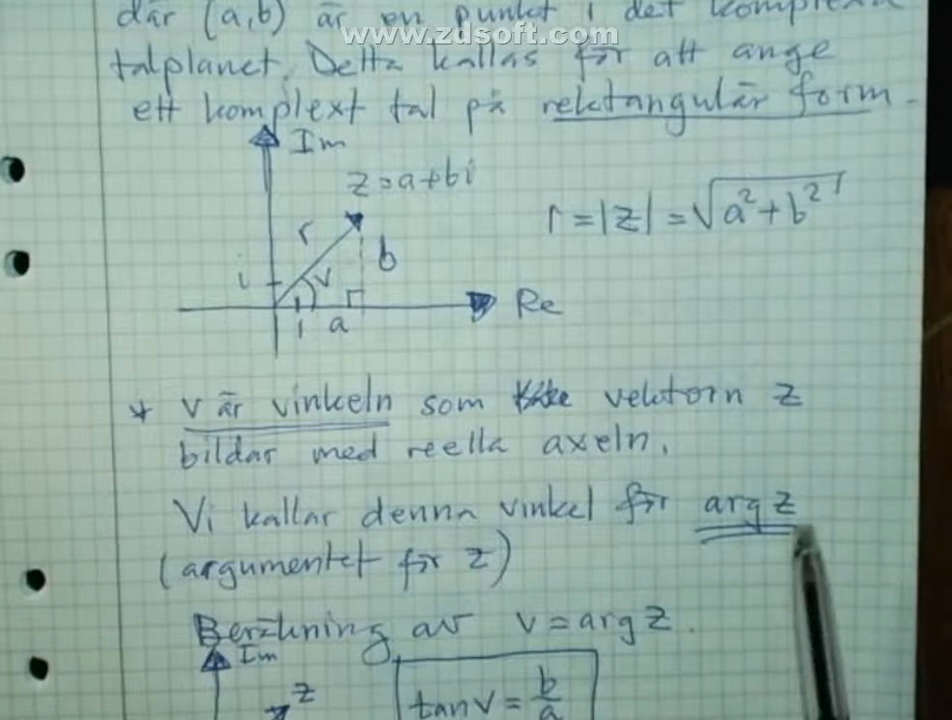 där (a,b) är en punkt i det komplexa
www.zdsoft.com
talplanet. Detta kallas för att ange
ett komplext tal på rektangulär form.
Im
z=a+bi
r=|z|=√a²+b²
r
b
i
v
Re
1
a
* v är vinkeln som vektorn z
bildar med reella axeln.
Vi kallar denna vinkel för arg z
(argumentet för z)
Beräkning av v=arg z.
Im
z
tan v = b/a